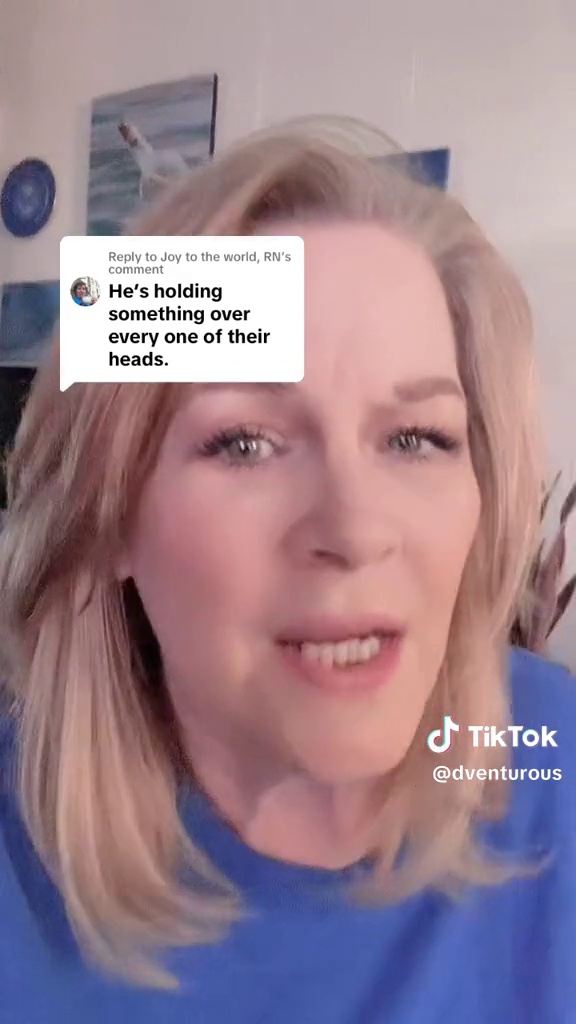 Reply to Joy to the world, RN's
comment
He's holding
something over
every one of their
heads.
TikTok
@dventurous